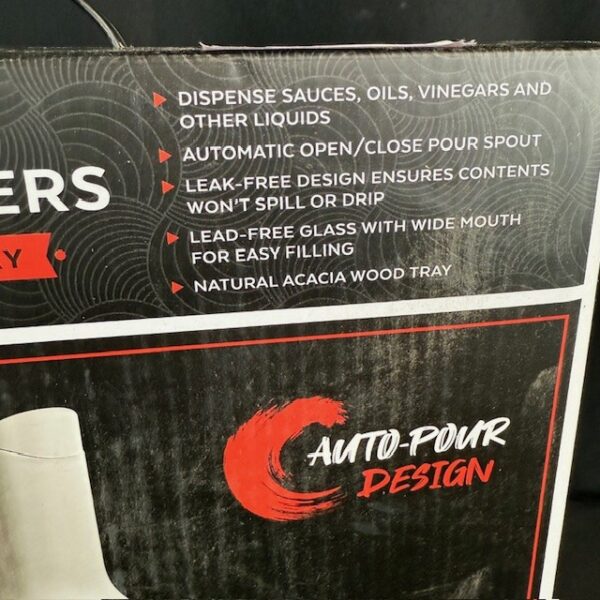 DISPENSE SAUCES, OILS, VINEGARS AND
OTHER LIQUIDS
AUTOMATIC OPEN/CLOSE POUR SPOUT
LEAK-FREE DESIGN ENSURES CONTENTS
WON'T SPILL OR DRIP
LEAD-FREE GLASS WITH WIDE MOUTH
FOR EASY FILLING
NATURAL ACACIA WOOD TRAY
ERS
AY
AUTO-POUR
DESIGN